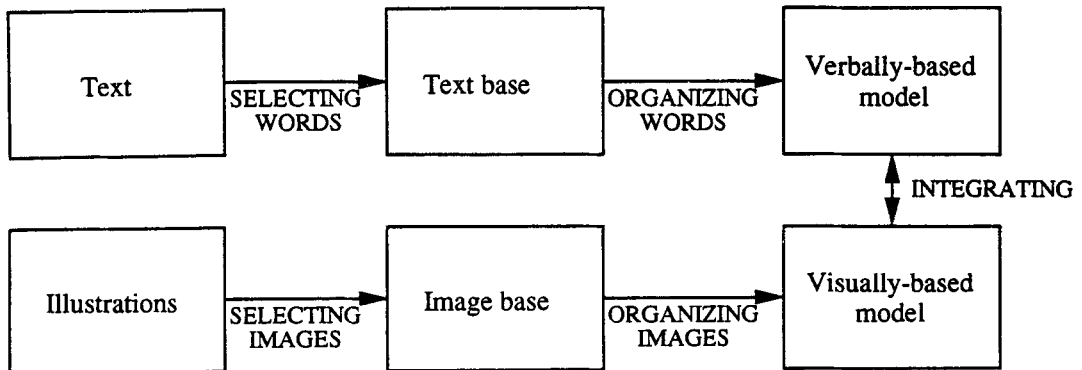 Text
SELECTING
WORDS
Text base
ORGANIZING
WORDS
Verbally-based
model
INTEGRATING
Illustrations
SELECTING
IMAGES
Image base
ORGANIZING
IMAGES
Visually-based
model